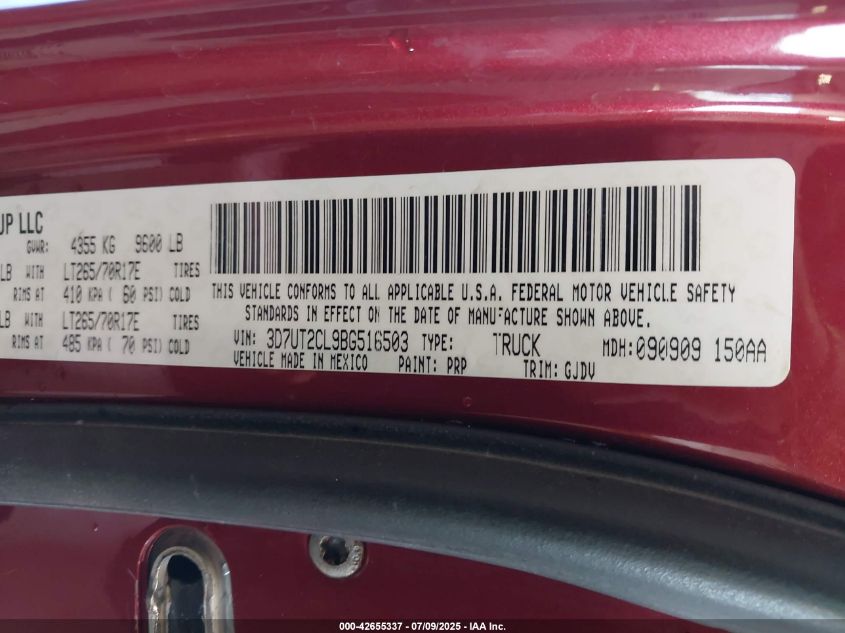 UP LLC
GVWR: 4355 KG 9600 LB
LB WITH LT265/70R17E TIRES
RIMS AT 410 KPA ( 60 PSI) COLD
LB WITH LT265/70R17E TIRES
485 KPA ( 70 PSI) COLD
THIS VEHICLE CONFORMS TO ALL APPLICABLE U.S.A. FEDERAL MOTOR VEHICLE SAFETY
STANDARDS IN EFFECT ON THE DATE OF MANUFACTURE SHOWN ABOVE.
VIN: 3D7UT2CL9BG516503 TYPE: TRUCK MDH: 090909 150AA
VEHICLE MADE IN MEXICO PAINT: PRP TRIM: GJDV
000-42655337 - 07/09/2025 - IAA Inc.